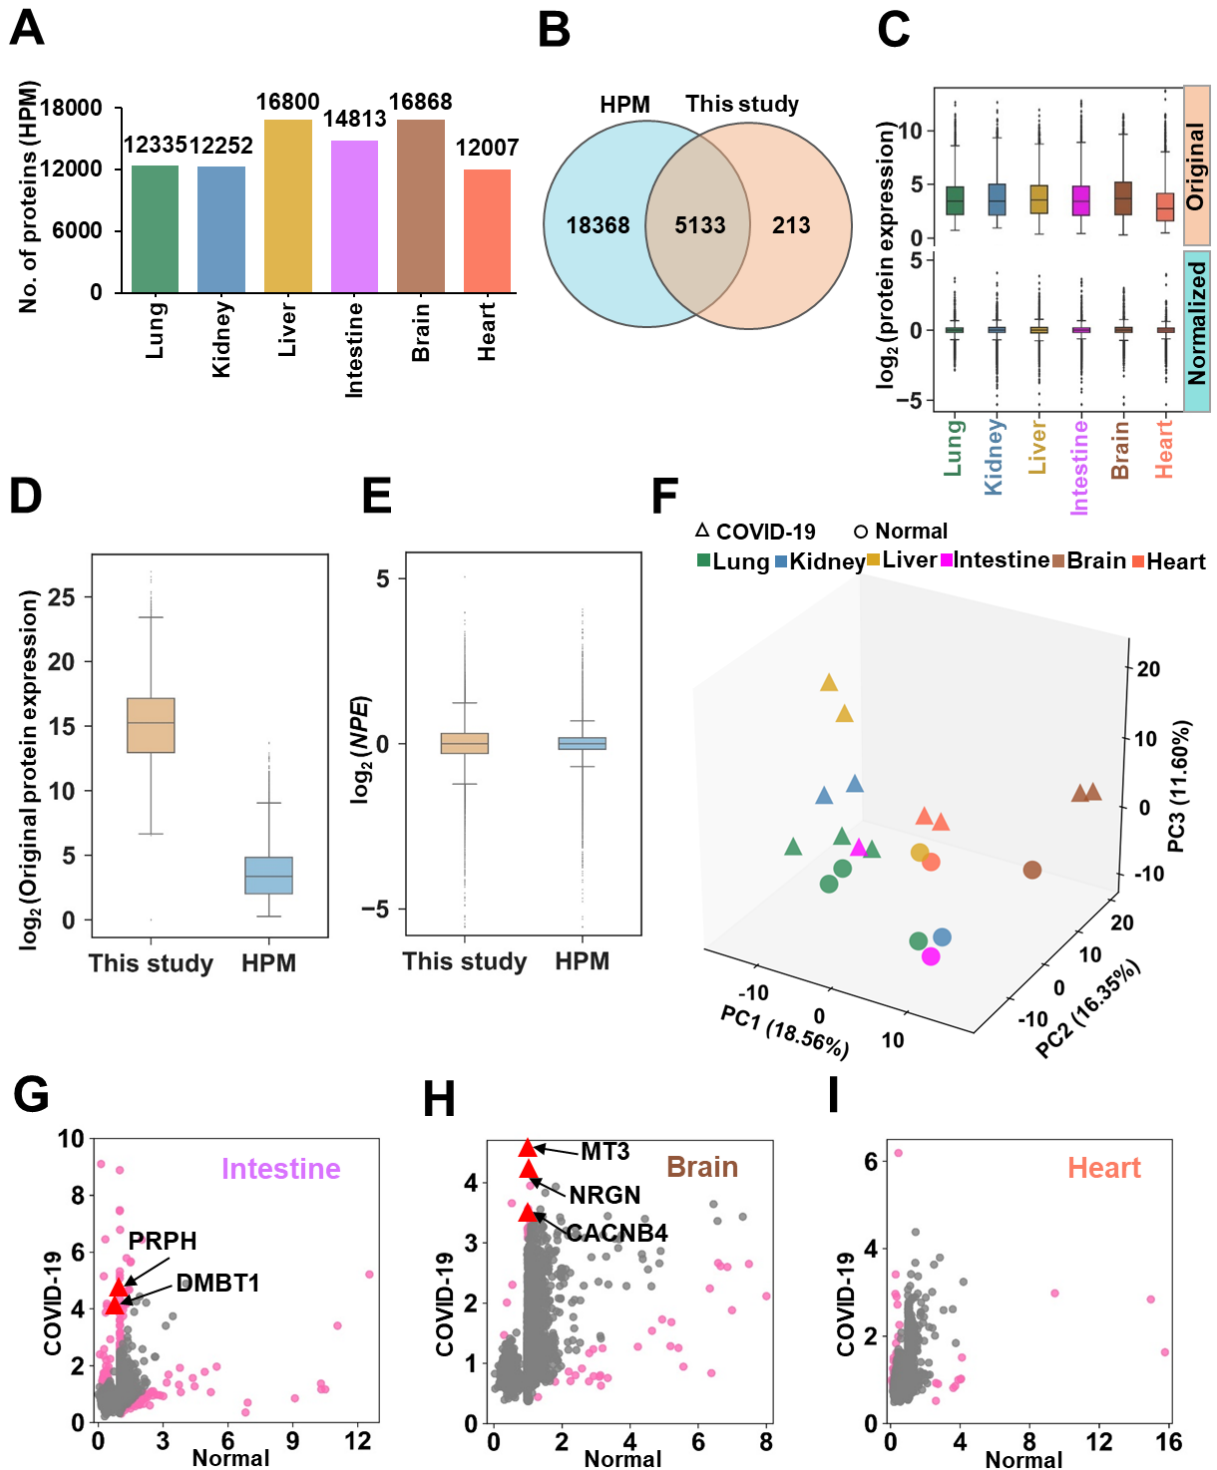 A
No. of proteins (HPM)
18000
12000
6000
0
12335
12252
16800
14813
16868
12007
Lung
Kidney
Liver
Intestine
Brain
Heart
B
HPM
This study
18368
5133
213
C
log2 (protein expression)
10
5
0
5
0
−5
Original
Normalized
Lung
Kidney
Liver
Intestine
Brain
Heart
D
log2 (Original protein expression)
25
20
15
10
5
0
This study
HPM
E
log2 (NPE)
5
0
−5
This study
HPM
F
COVID-19
Normal
Lung
Kidney
Liver
Intestine
Brain
Heart
20
10
0
-10
PC3 (11.60%)
20
10
0
-10
PC2 (16.35%)
-10
0
10
PC1 (18.56%)
G
Intestine
PRPH
DMBT1
COVID-19
10
8
6
4
2
0
0
3
6
9
12
Normal
H
Brain
MT3
NRGN
CACNB4
COVID-19
4
3
2
1
0
0
2
4
6
8
Normal
I
Heart
COVID-19
6
4
2
0
0
4
8
12
16
Normal